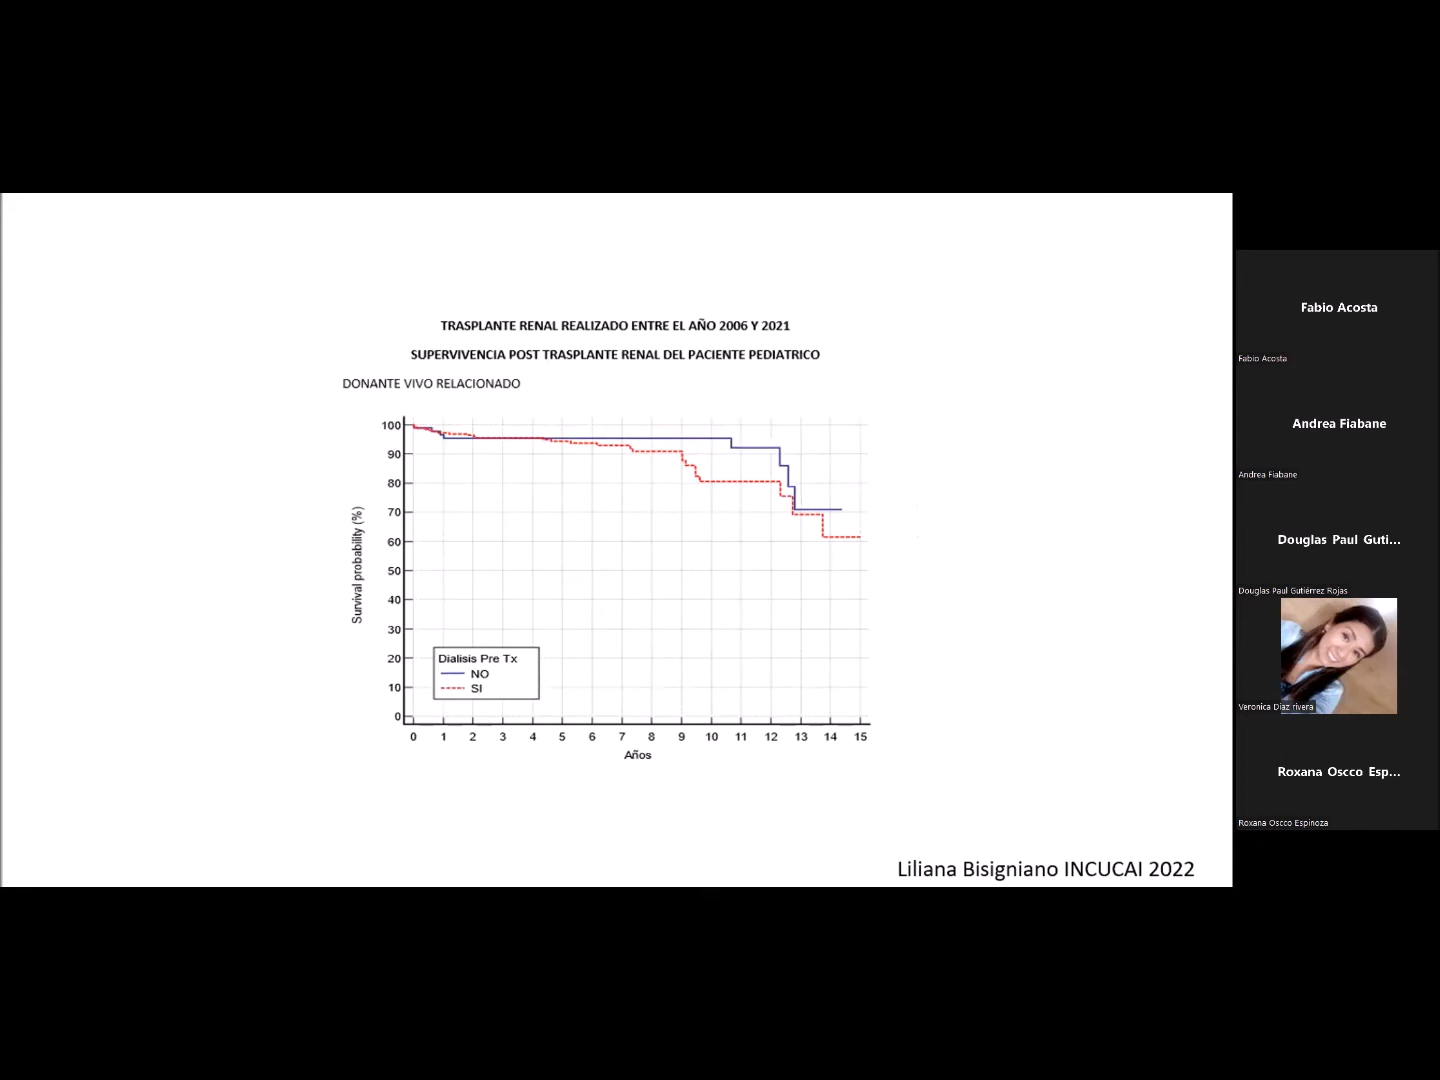 TRASPLANTE RENAL REALIZADO ENTRE EL AÑO 2006 Y 2021
SUPERVIVENCIA POST TRASPLANTE RENAL DEL PACIENTE PEDIATRICO
DONANTE VIVO RELACIONADO
Survival probability (%)
100
90
80
70
60
50
40
30
20
10
0
Dialisis Pre Tx
NO
SI
0 1 2 3 4 5 6 7 8 9 10 11 12 13 14 15
Años
Liliana Bisigniano INCUCAI 2022
Fabio Acosta
Fabio Acosta
Andrea Fiabane
Andrea Fiabane
Douglas Paul Guti...
Douglas Paul Gutiérrez Rojas
Veronica Diaz rivera
Roxana Oscco Esp...
Roxana Oscco Espinoza